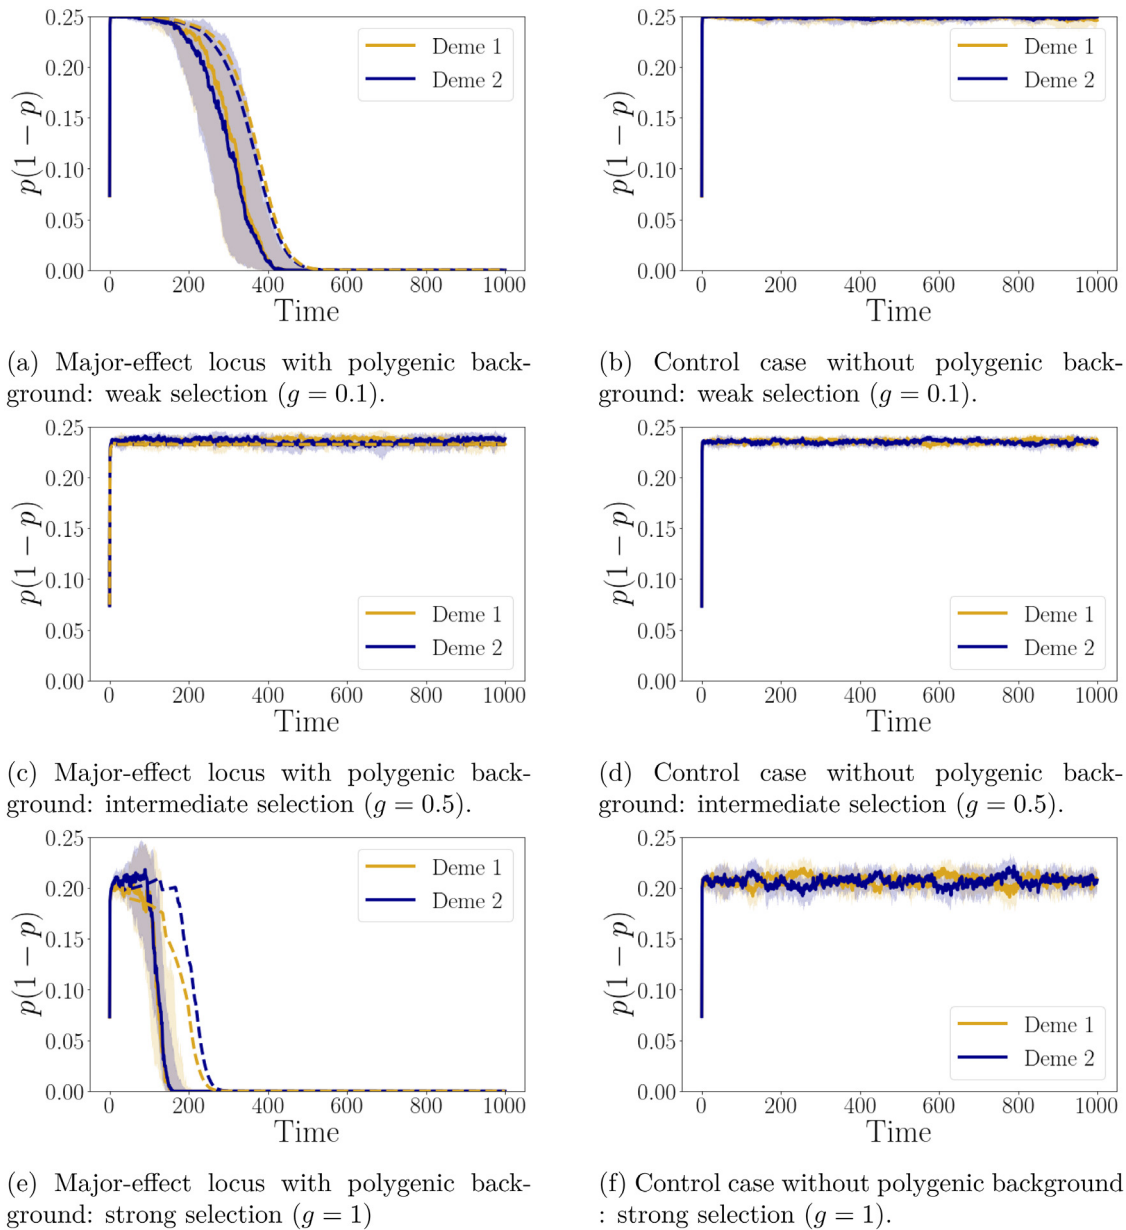 0.25
0.20
0.15
0.10
0.05
0.00
p(1 − p)
0 200 400 600 800 1000
Time
Deme 1
Deme 2
0.25
0.20
0.15
0.10
0.05
0.00
p(1 − p)
0 200 400 600 800 1000
Time
Deme 1
Deme 2
(a) Major-effect locus with polygenic back-
ground: weak selection (g = 0.1).
(b) Control case without polygenic back-
ground: weak selection (g = 0.1).
0.25
0.20
0.15
0.10
0.05
0.00
p(1 − p)
0 200 400 600 800 1000
Time
Deme 1
Deme 2
0.25
0.20
0.15
0.10
0.05
0.00
p(1 − p)
0 200 400 600 800 1000
Time
Deme 1
Deme 2
(c) Major-effect locus with polygenic back-
ground: intermediate selection (g = 0.5).
(d) Control case without polygenic back-
ground: intermediate selection (g = 0.5).
0.25
0.20
0.15
0.10
0.05
0.00
p(1 − p)
0 200 400 600 800 1000
Time
Deme 1
Deme 2
0.25
0.20
0.15
0.10
0.05
0.00
p(1 − p)
0 200 400 600 800 1000
Time
Deme 1
Deme 2
(e) Major-effect locus with polygenic back-
ground: strong selection (g = 1)
(f) Control case without polygenic background
: strong selection (g = 1).